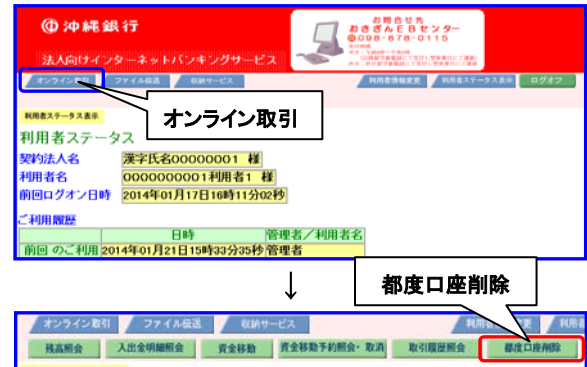 沖縄銀行
法人向けインターネットバンキングサービス
お問合せ先
おきぎんEBセンター
098-878-0115
オンライン取引
ファイル伝送
収納サービス
利用者情報変更
利用者ステータス表示
ログオフ
オンライン取引
利用者ステータス表示
利用者ステータス
契約法人名 漢字氏名00000001 様
利用者名 0000000001利用者1 様
前回ログオン日時 2014年01月17日16時11分02秒
ご利用履歴
日時 管理者/利用者名
前回 のご利用 2014年01月21日15時33分35秒 管理者
↓
都度口座削除
オンライン取引
ファイル伝送
収納サービス
残高照会
入出金明細照会
資金移動
資金移動予約照会・取消
取引履歴照会
都度口座削除